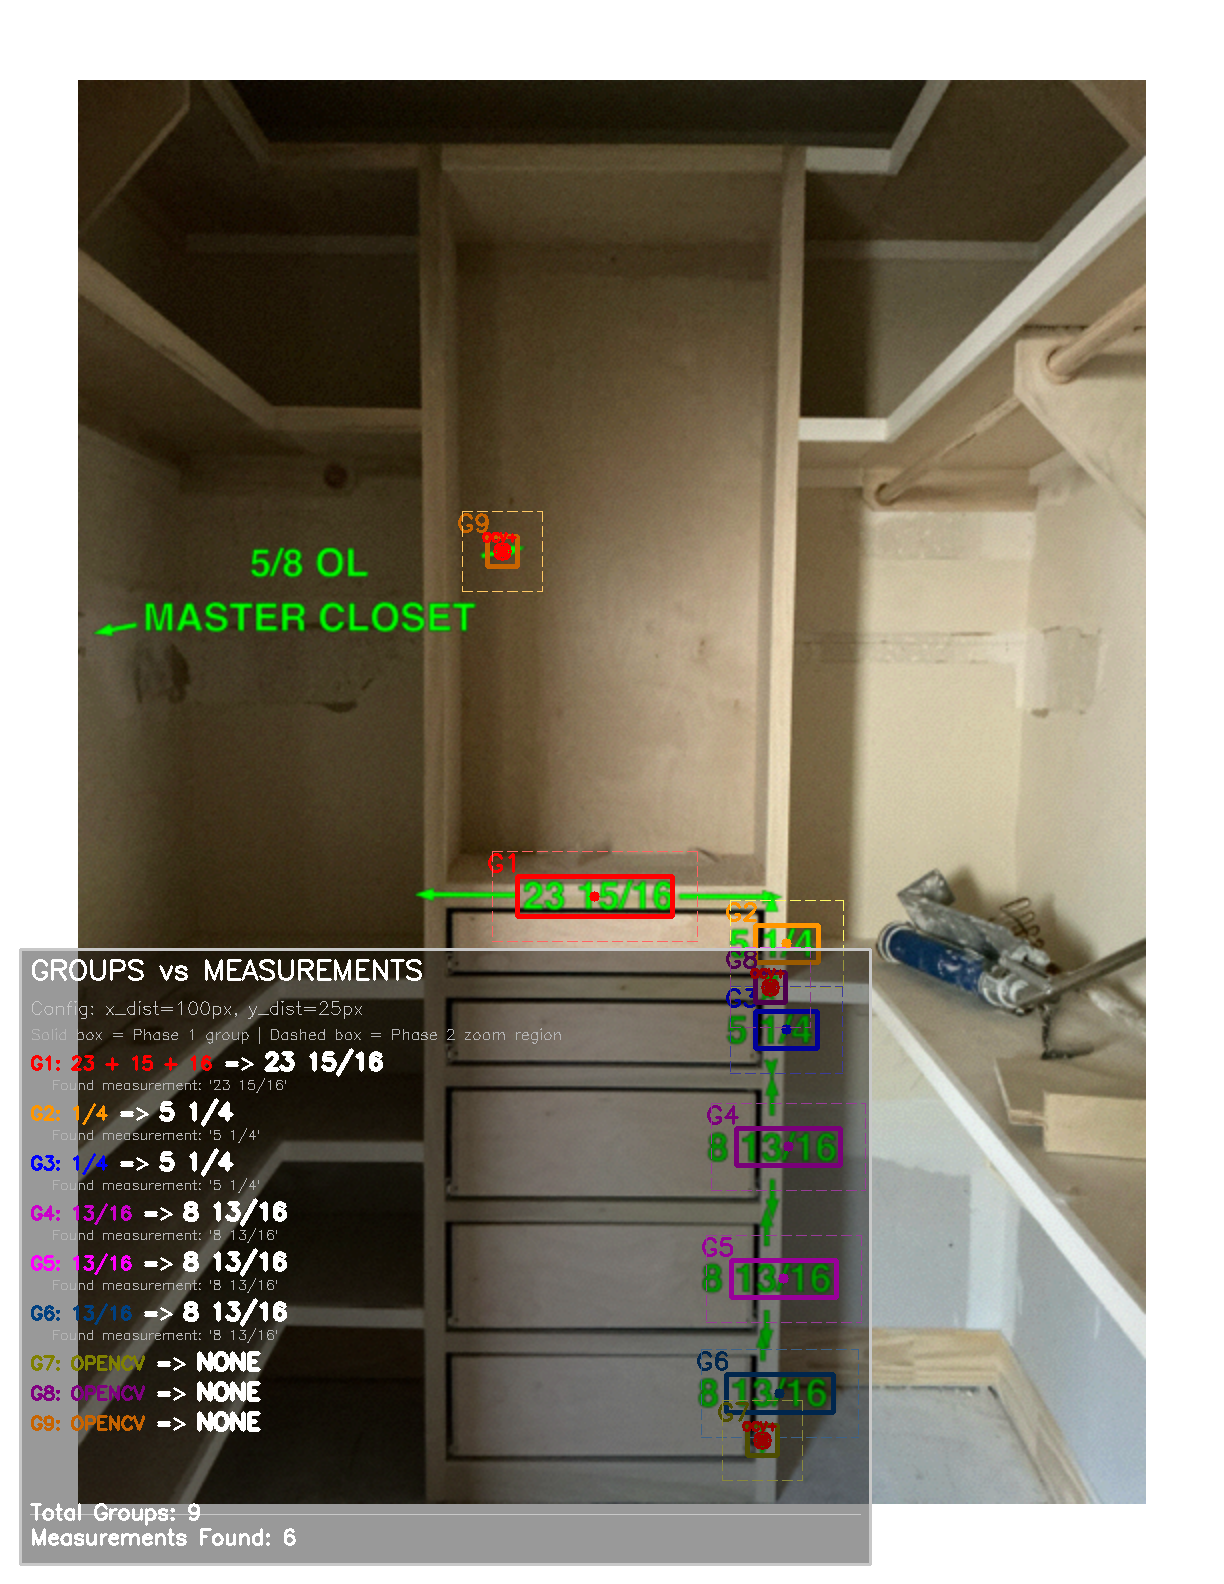 G9
5/8 OL
MASTER CLOSET
G1
23 15/16
G2
5 1/4
G8
G3
5 1/4
G4
8 13/16
G5
8 13/16
G6
8 13/16
G7
GROUPS vs MEASUREMENTS
Config: x_dist=100px, y_dist=25px
Solid box = Phase 1 group | Dashed box = Phase 2 zoom region
G1: 23 + 15 + 16 => 23 15/16
Found measurement: '23 15/16'
G2: 1/4 => 5 1/4
Found measurement: '5 1/4'
G3: 1/4 => 5 1/4
Found measurement: '5 1/4'
G4: 13/16 => 8 13/16
Found measurement: '8 13/16'
G5: 13/16 => 8 13/16
Found measurement: '8 13/16'
G6: 13/16 => 8 13/16
Found measurement: '8 13/16'
G7: OPENCV => NONE
G8: OPENCV => NONE
G9: OPENCV => NONE
Total Groups: 9
Measurements Found: 6